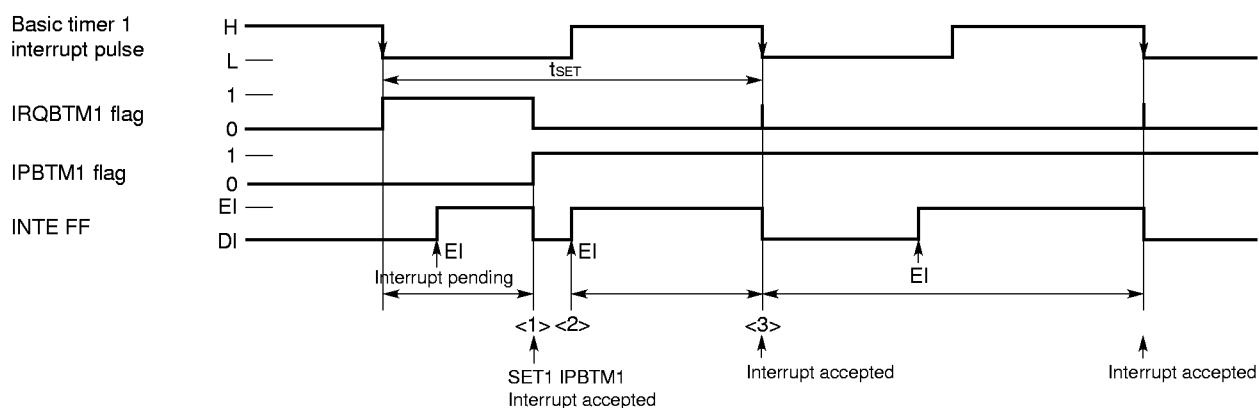 Basic timer 1
interrupt pulse
H
L
tSET
IRQBTM1 flag
1
0
IPBTM1 flag
1
0
INTE FF
EI
DI
EI
EI
EI
Interrupt pending
<1> <2> <3>
SET1 IPBTM1
Interrupt accepted
Interrupt accepted
Interrupt accepted